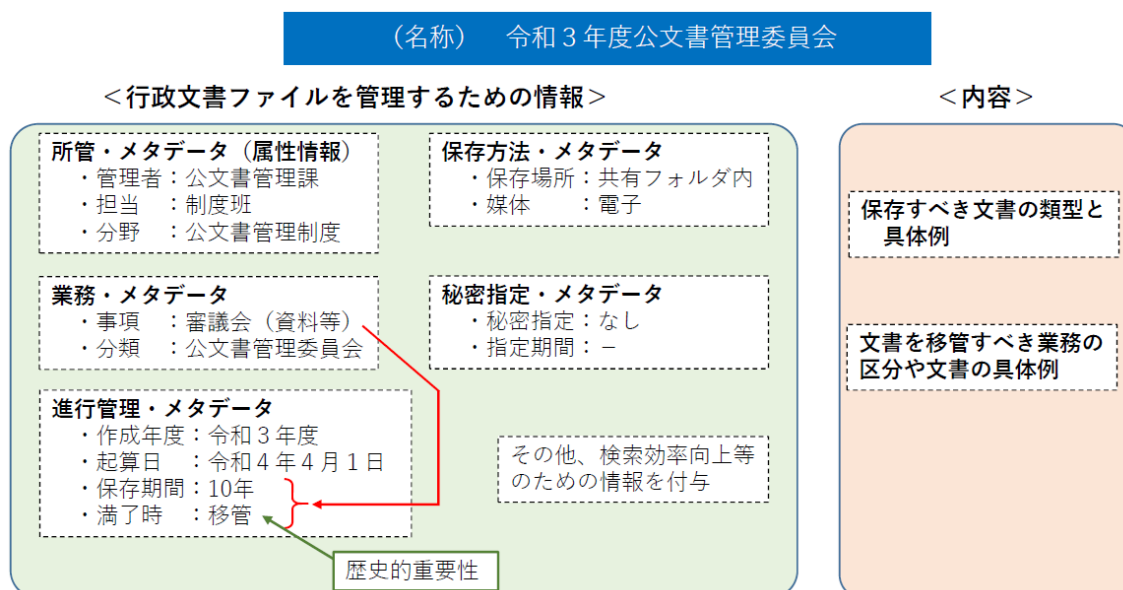 （名称）　令和３年度公文書管理委員会
＜行政文書ファイルを管理するための情報＞
所管・メタデータ（属性情報）
・管理者：公文書管理課
・担当　：制度班
・分野　：公文書管理制度
保存方法・メタデータ
・保存場所：共有フォルダ内
・媒体　　：電子
業務・メタデータ
・事項　：審議会（資料等）
・分類　：公文書管理委員会
秘密指定・メタデータ
・秘密指定：なし
・指定期間：－
進行管理・メタデータ
・作成年度：令和３年度
・起算日　：令和４年４月１日
・保存期間：10年
・満了時　：移管
その他、検索効率向上等
のための情報を付与
歴史的重要性
＜内容＞
保存すべき文書の類型と
具体例
文書を移管すべき業務の
区分や文書の具体例